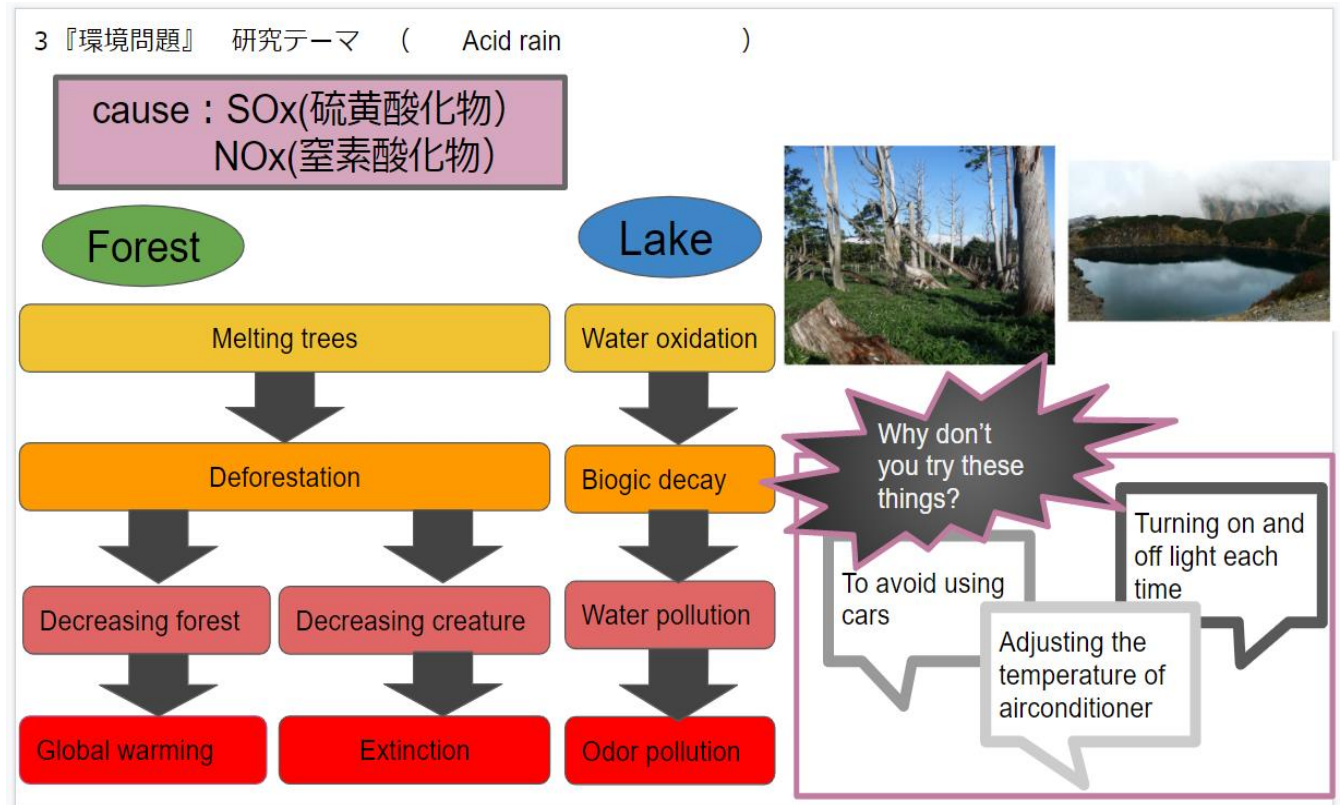 3『環境問題』 研究テーマ ( Acid rain )
cause：SOx(硫黄酸化物）
NOx(窒素酸化物）
Forest
Lake
Melting trees
Water oxidation
Deforestation
Biogic decay
Decreasing forest
Decreasing creature
Water pollution
Global warming
Extinction
Odor pollution
Why don't
you try these
things?
To avoid using
cars
Turning on and
off light each
time
Adjusting the
temperature of
airconditioner